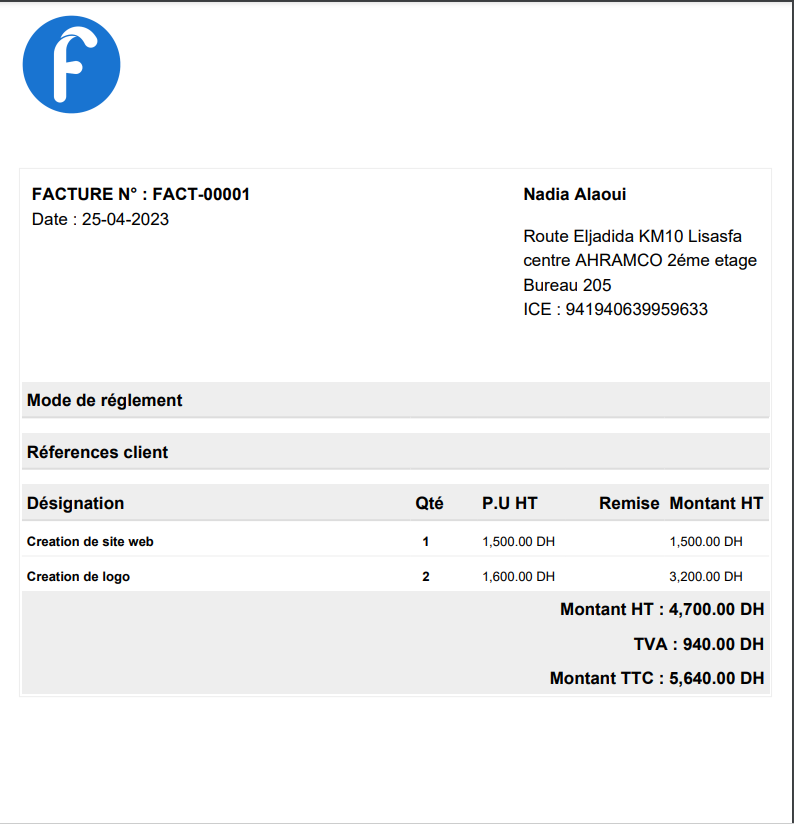 f
FACTURE N° : FACT-00001
Date : 25-04-2023
Nadia Alaoui
Route Eljadida KM10 Lisasfa
centre AHRAMCO 2éme etage
Bureau 205
ICE : 941940639959633
Mode de réglement
Réferences client
Désignation Qté P.U HT Remise Montant HT
Creation de site web 1 1,500.00 DH 1,500.00 DH
Creation de logo 2 1,600.00 DH 3,200.00 DH
Montant HT : 4,700.00 DH
TVA : 940.00 DH
Montant TTC : 5,640.00 DH